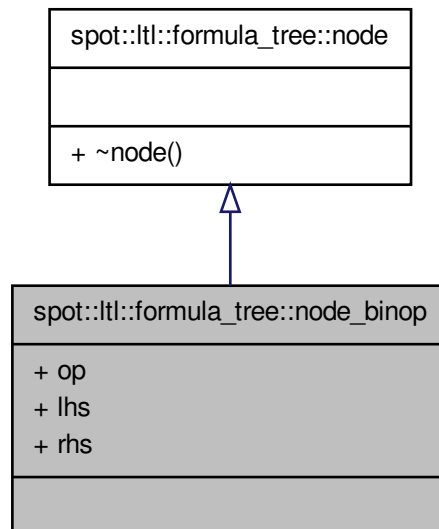 spot::ltl::formula_tree::node
+ ~node()
spot::ltl::formula_tree::node_binop
+ op
+ lhs
+ rhs